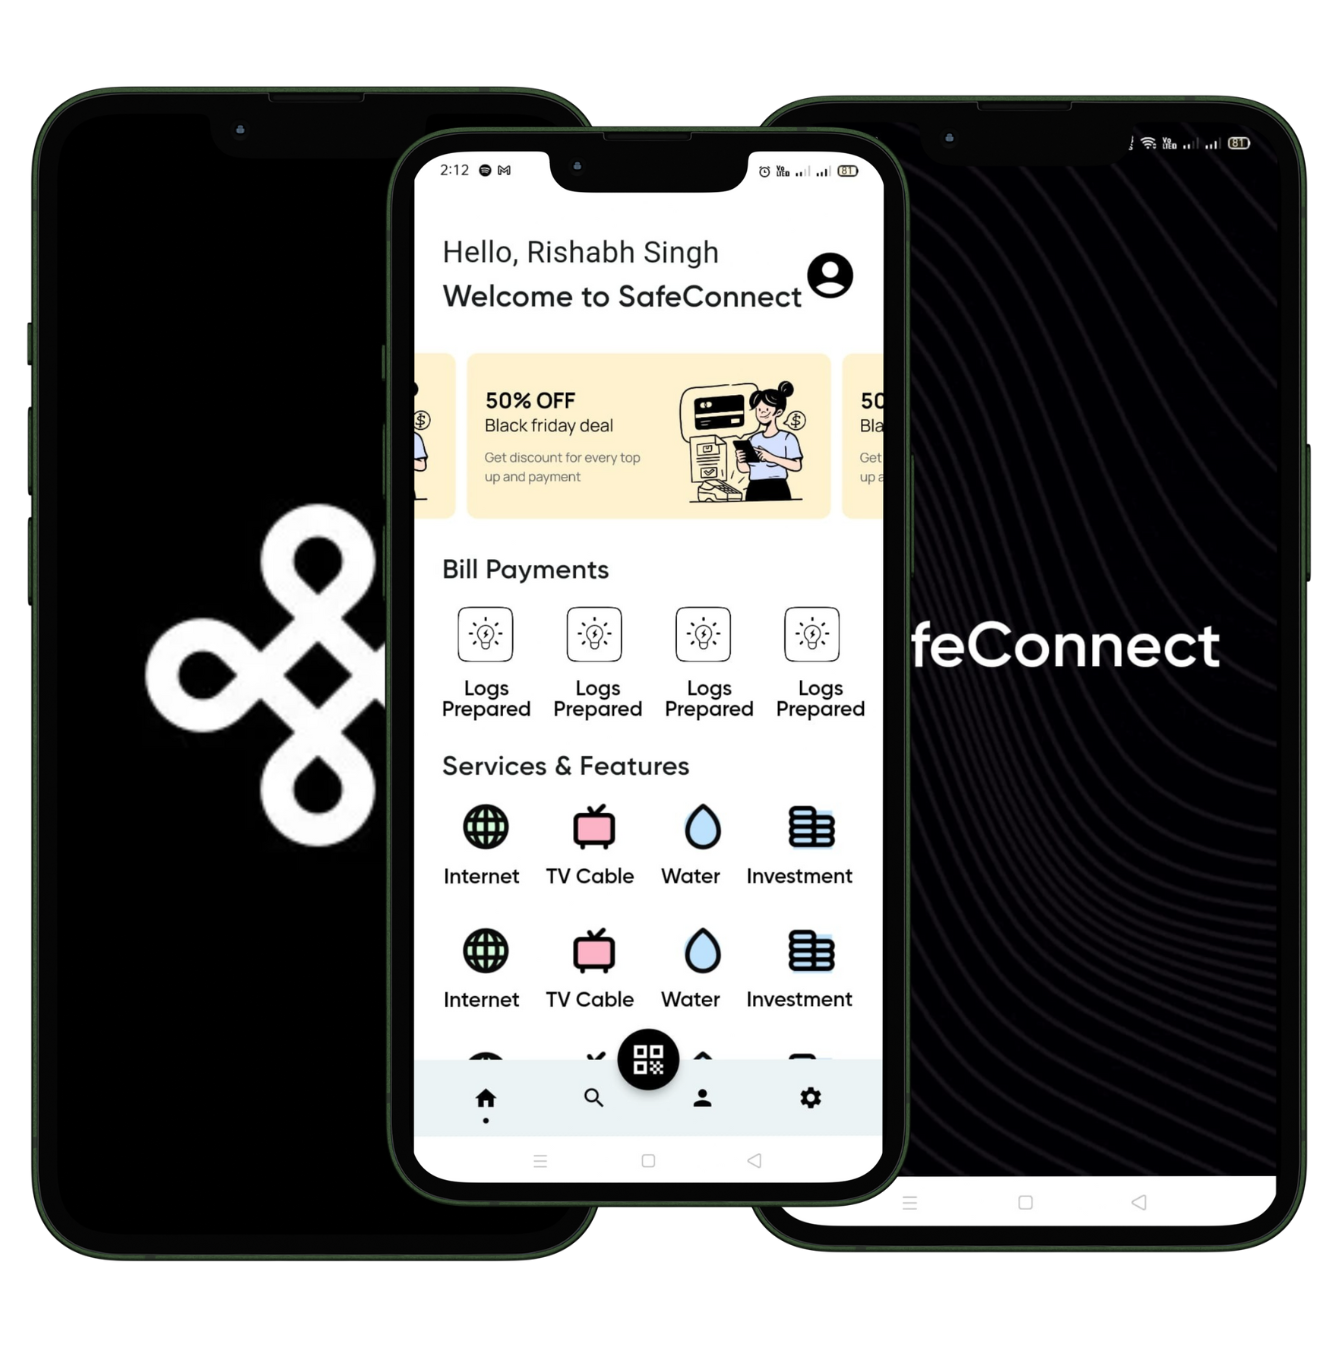 2:12
81
Hello, Rishabh Singh
Welcome to SafeConnect
50% OFF
Black friday deal
Get discount for every top
up and payment
50
Bla
Get
up a
Bill Payments
Logs Prepared
Logs Prepared
Logs Prepared
Logs Prepared
Services & Features
Internet
TV Cable
Water
Investment
Internet
TV Cable
Water
Investment
81
feConnect